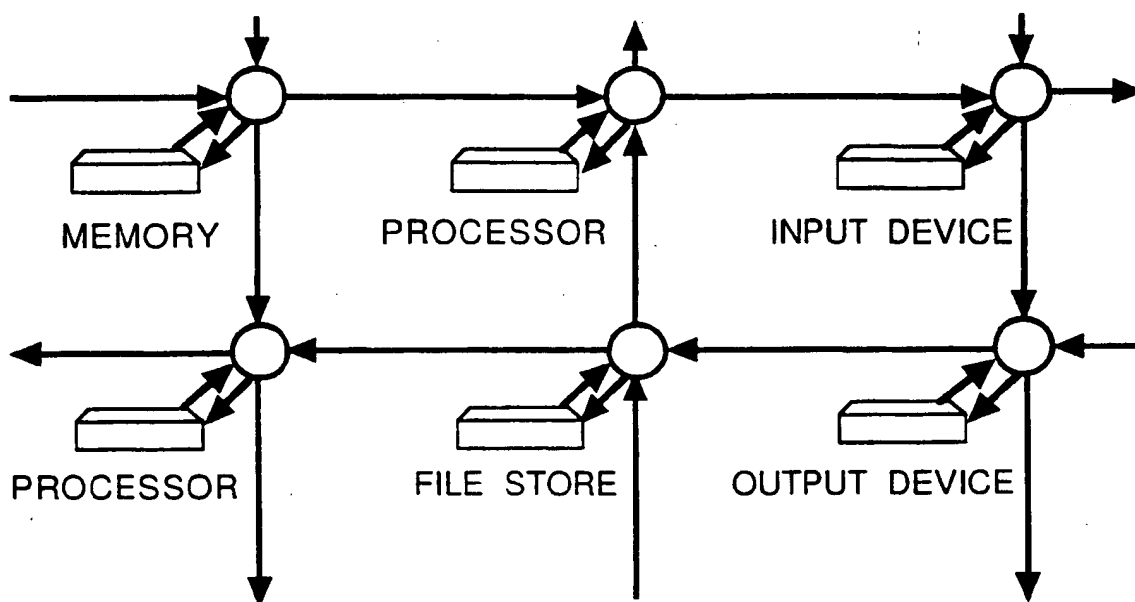 MEMORY
PROCESSOR
INPUT DEVICE
PROCESSOR
FILE STORE
OUTPUT DEVICE